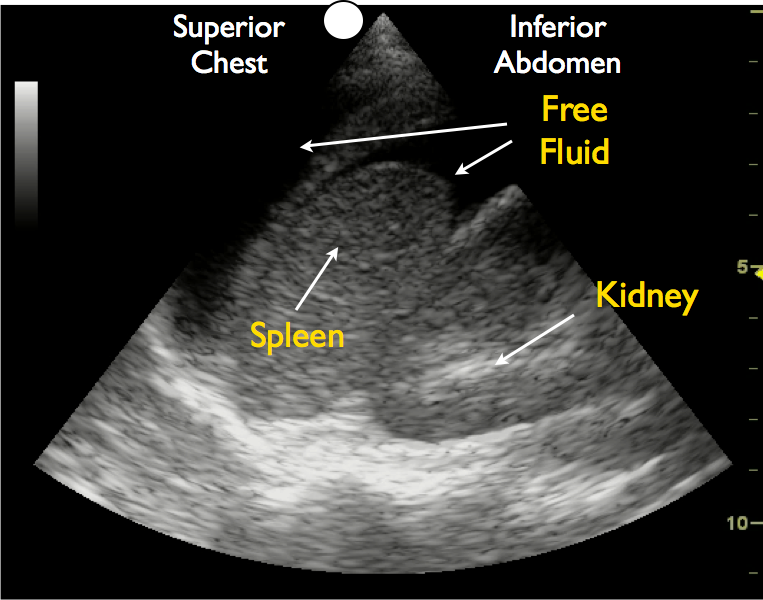 Superior
Chest
Inferior
Abdomen
Free
Fluid
5
Kidney
Spleen
10